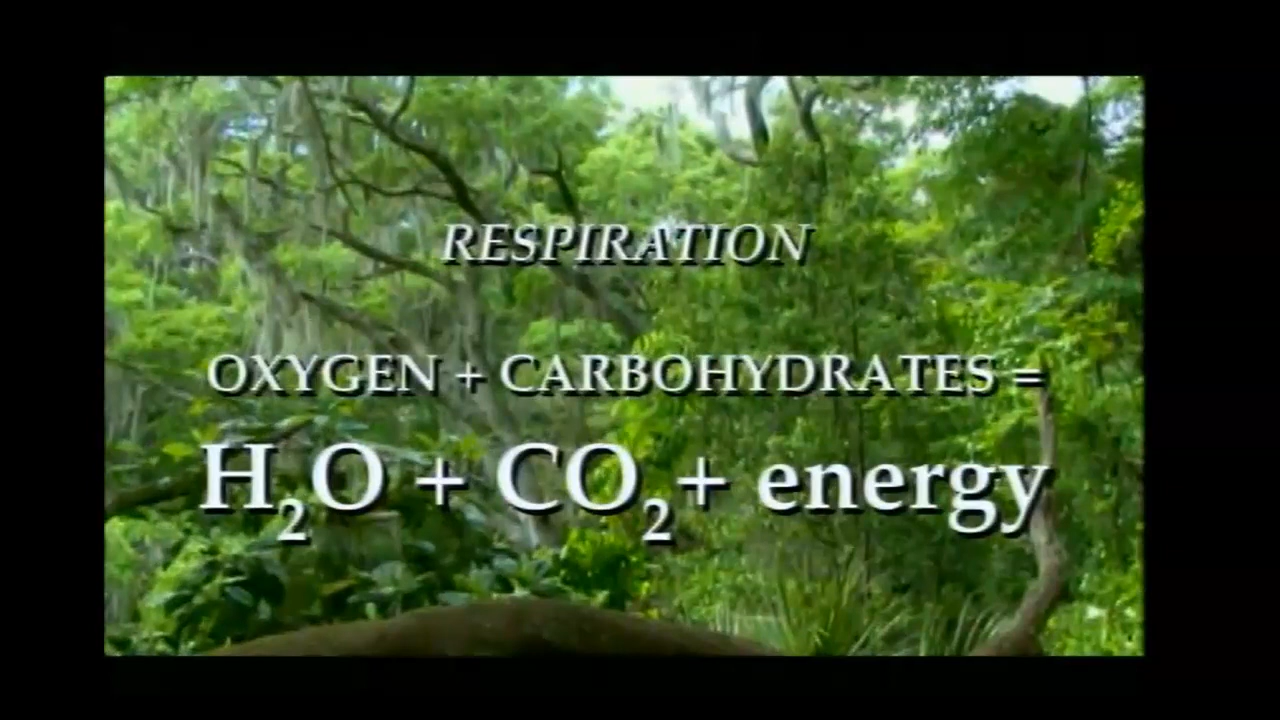 RESPIRATION
OXYGEN + CARBOHYDRATES =
H₂O + CO₂+ energy